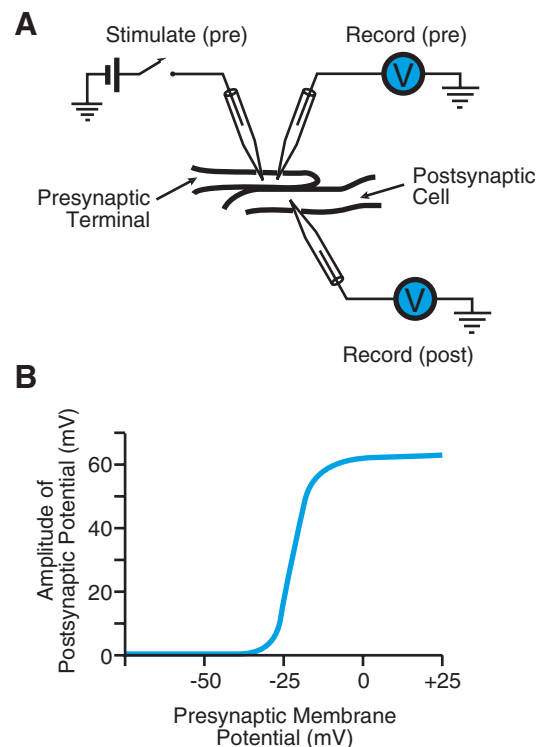 A
Stimulate (pre)
Record (pre)
V
Presynaptic
Terminal
Postsynaptic
Cell
V
Record (post)
B
Amplitude of
Postsynaptic Potential (mV)
60
40
20
0
-50
-25
0
+25
Presynaptic Membrane
Potential (mV)